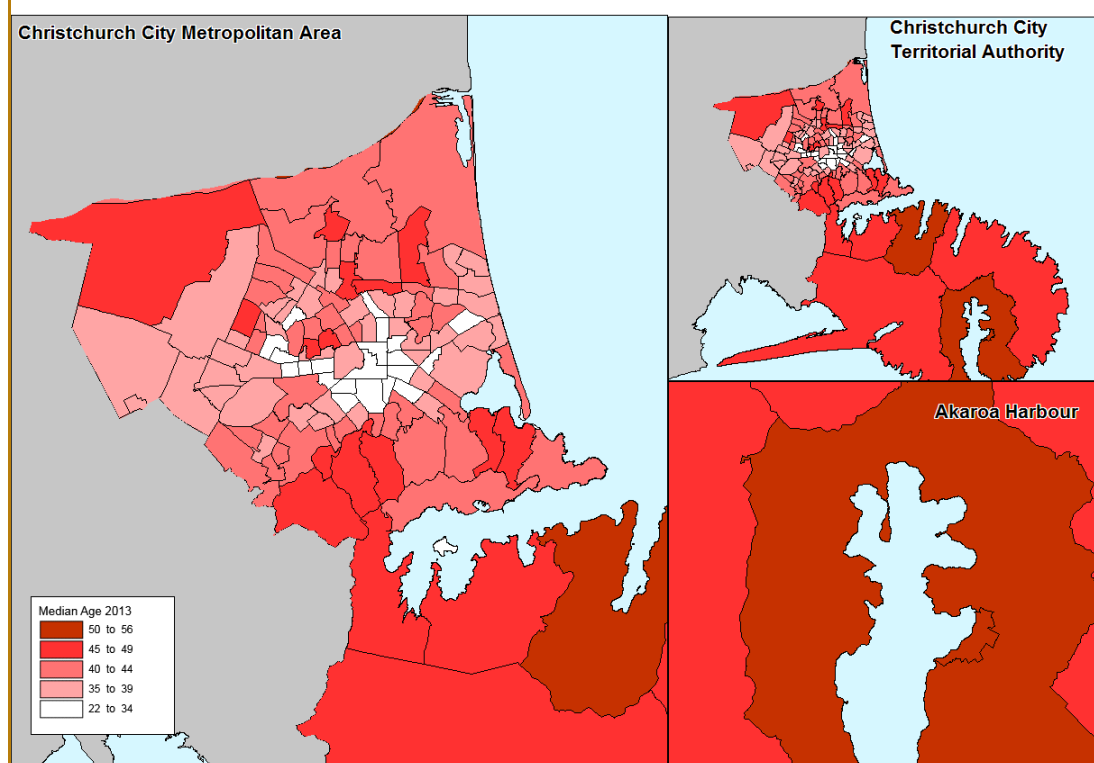 Christchurch City Metropolitan Area
Christchurch City
Territorial Authority
Akaroa Harbour
Median Age 2013
50 to 56
45 to 49
40 to 44
35 to 39
22 to 34